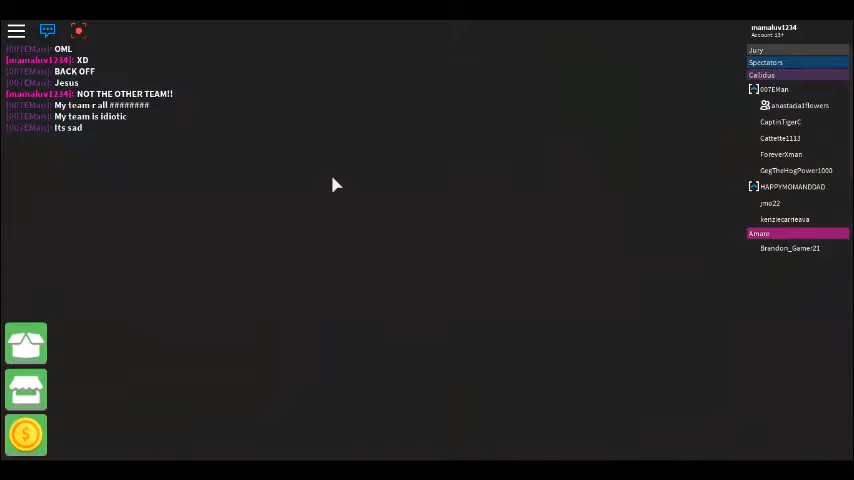 [007EMan]: OML
[mamaluv1234]: XD
[007EMan]: BACK OFF
[007EMan]: Jesus
[mamaluv1234]: NOT THE OTHER TEAM!!
[007EMan]: My team r all ########
[007EMan]: My team is idiotic
[007EMan]: Its sad
mamaluv1234
Account: 13+
Jury
Spectators
Callidus
007EMan
anastacia1flowers
CaptinTigerC
Cattette1113
ForeverXman
GegTheHogPower1000
HAPPYMOMANDDAD
jmo22
kenziecarrieava
Amare
Brandon_Gamer21